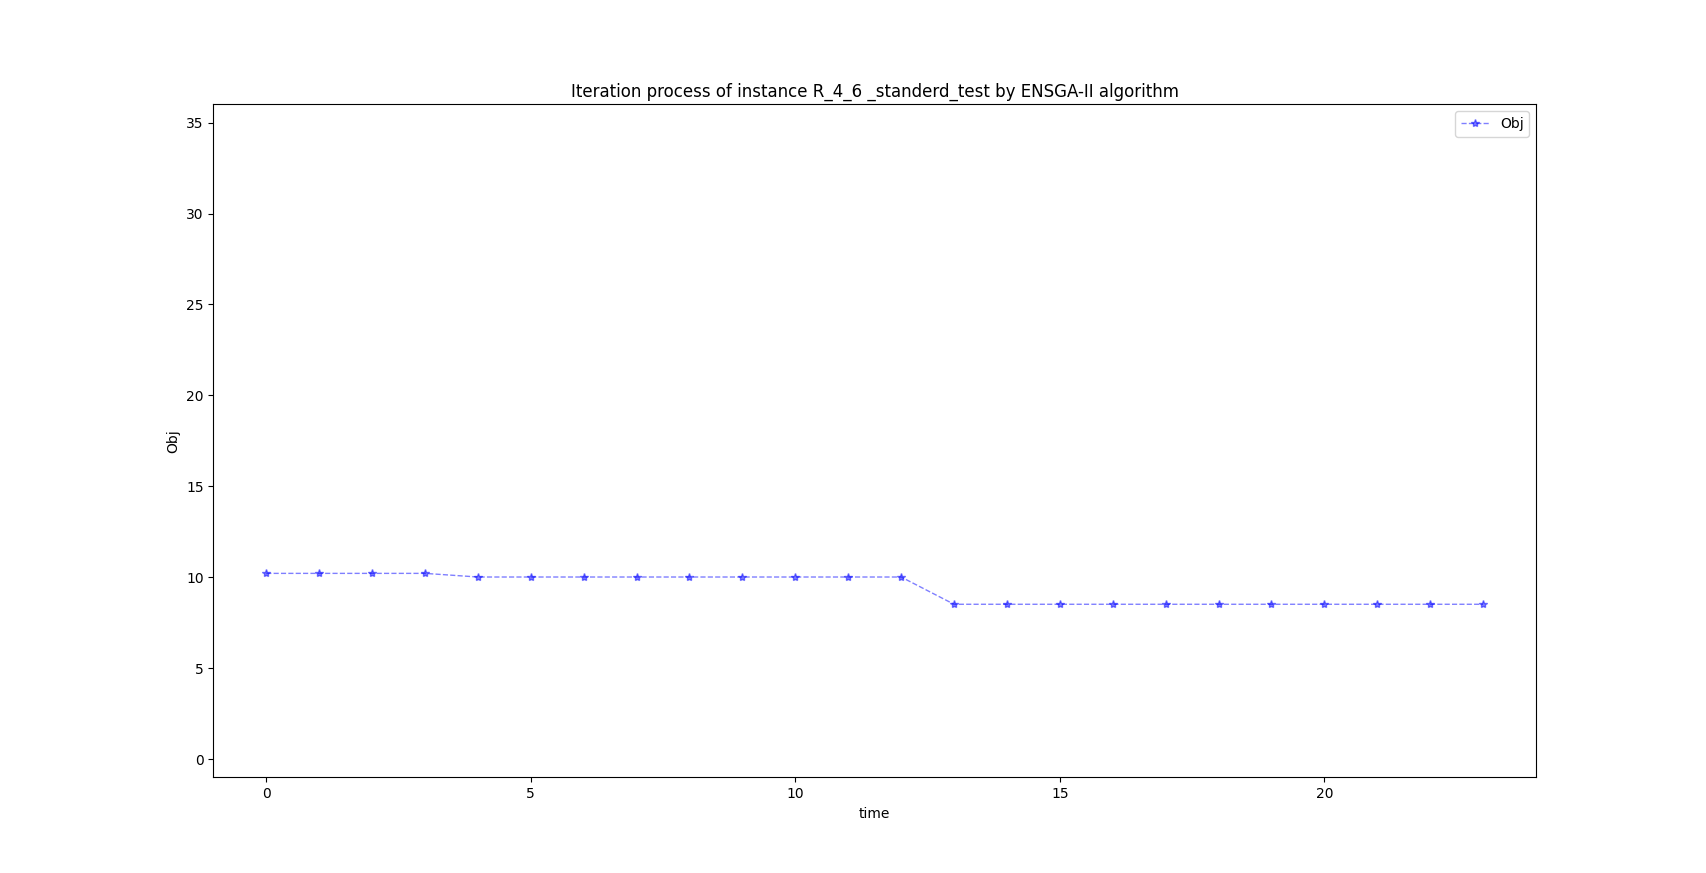 Iteration process of instance R_4_6 _standerd_test by ENSGA-II algorithm
Obj
35
30
25
20
15
10
5
0
Obj
0 5 10 15 20
time